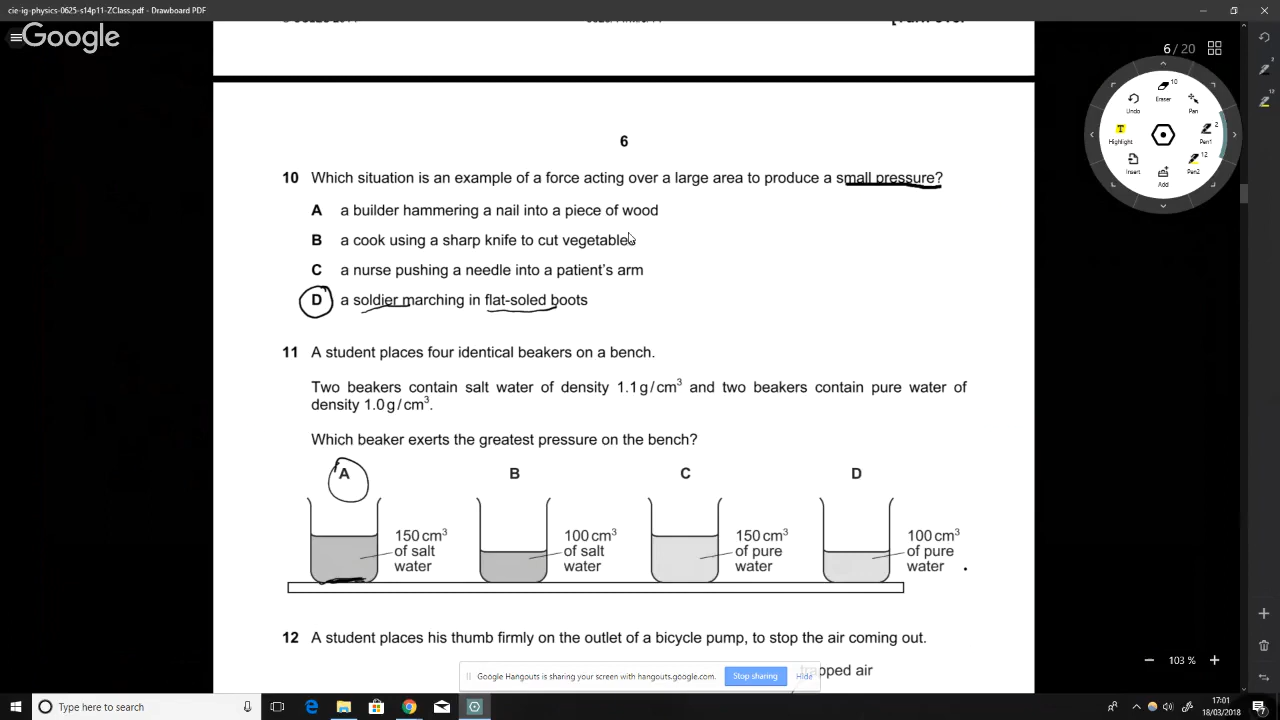 cie-ig-physics-0625-s14p11-ZClass.pdf - Drawboard PDF
Google
6 / 20
10
Eraser
Undo
Pan
Highlight
T
2
Pen1
Insert
12
Pen2
Add
6
10 Which situation is an example of a force acting over a large area to produce a small pressure?
A a builder hammering a nail into a piece of wood
B a cook using a sharp knife to cut vegetables
C a nurse pushing a needle into a patient's arm
D a soldier marching in flat-soled boots
11 A student places four identical beakers on a bench.
Two beakers contain salt water of density 1.1 g / cm³ and two beakers contain pure water of
density 1.0 g / cm³.
Which beaker exerts the greatest pressure on the bench?
A B C D
150 cm³ 100 cm³ 150 cm³ 100 cm³
of salt of salt of pure of pure
water water water water
12 A student places his thumb firmly on the outlet of a bicycle pump, to stop the air coming out.
trapped air
Google Hangouts is sharing your screen with hangouts.google.com. Stop sharing Hide
103 %
Type here to search
17:01
18/03/2018